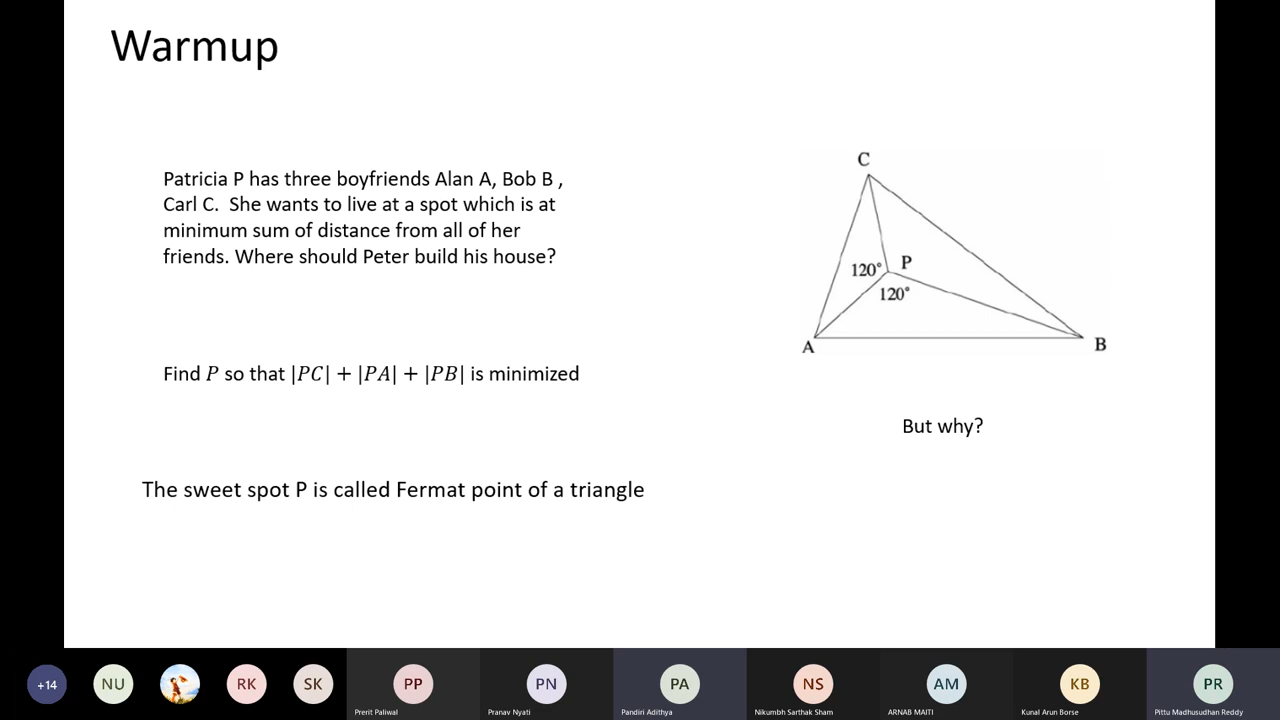 Warmup
Patricia P has three boyfriends Alan A, Bob B ,
Carl C.  She wants to live at a spot which is at
minimum sum of distance from all of her
friends. Where should Peter build his house?
Find P so that |PC| + |PA| + |PB| is minimized
The sweet spot P is called Fermat point of a triangle
C
120°
P
120°
A
B
But why?
+14
NU
RK
SK
PP
PN
PA
NS
AM
KB
PR
Prerit Paliwal
Pranav Nyati
Pandiri Adithya
Nikumbh Sarthak Sham
ARNAB MAITI
Kunal Arun Borse
Pittu Madhusudhan Reddy